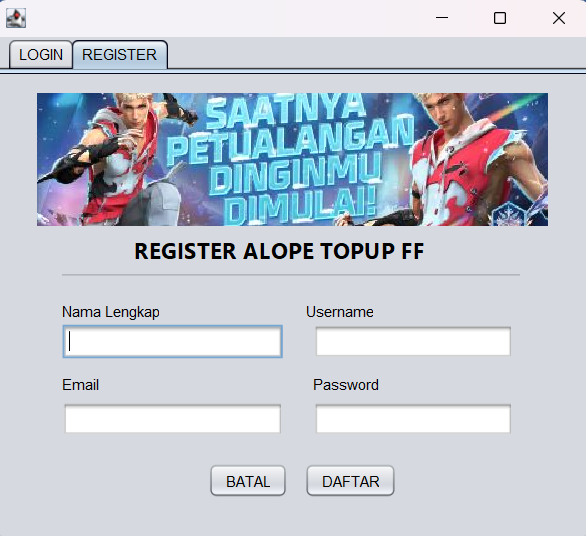 LOGIN REGISTER
SAATNYA
PETUALANGAN
DINGINMU
DIMULAI!
REGISTER ALOPE TOPUP FF
Nama Lengkap Username
Email Password
BATAL DAFTAR